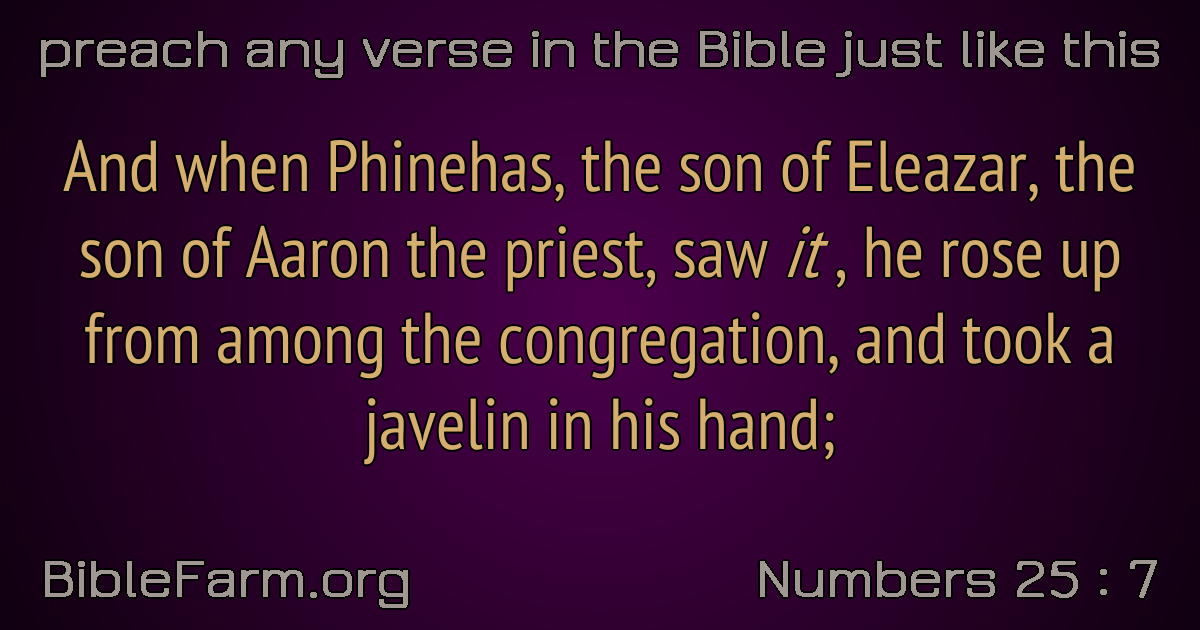 preach any verse in the Bible just like this
And when Phinehas, the son of Eleazar, the
son of Aaron the priest, saw it , he rose up
from among the congregation, and took a
javelin in his hand;
BibleFarm.org
Numbers 25 : 7